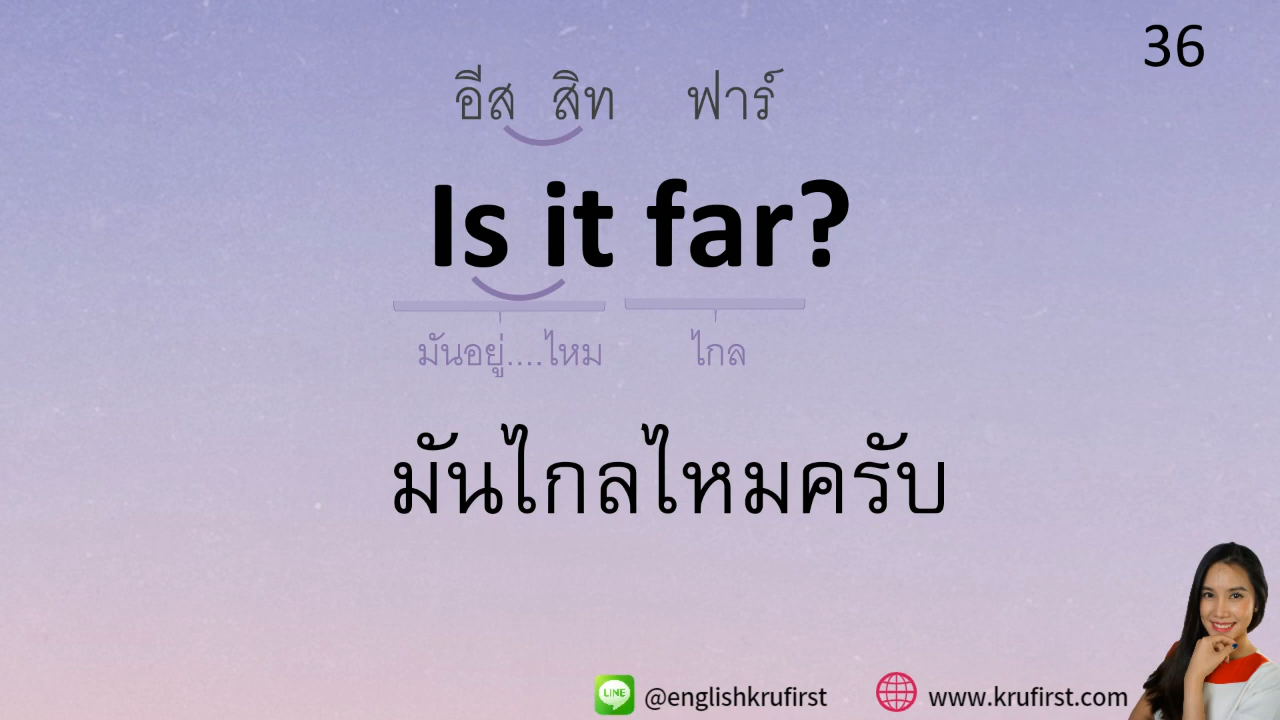 36
อีส สิท ฟาร์
Is it far?
มันอยู่....ไหม ไกล
มันไกลไหมครับ
LINE @englishkrufirst www.krufirst.com